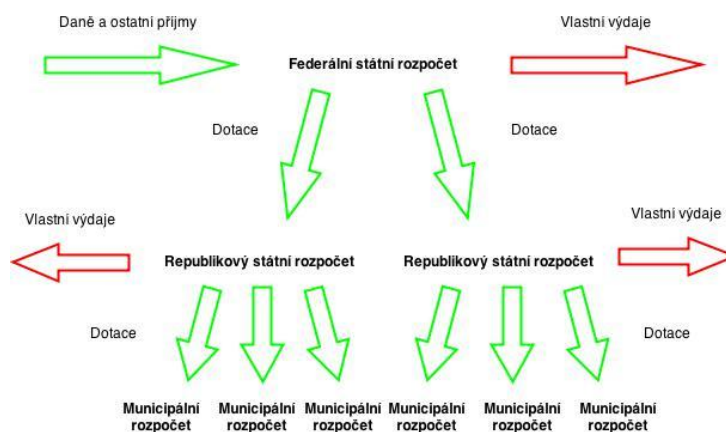 Daně a ostatní příjmy
Vlastní výdaje
Federální státní rozpočet
Dotace
Dotace
Vlastní výdaje
Vlastní výdaje
Republikový státní rozpočet
Republikový státní rozpočet
Dotace
Dotace
Municipální
rozpočet
Municipální
rozpočet
Municipální
rozpočet
Municipální
rozpočet
Municipální
rozpočet
Municipální
rozpočet